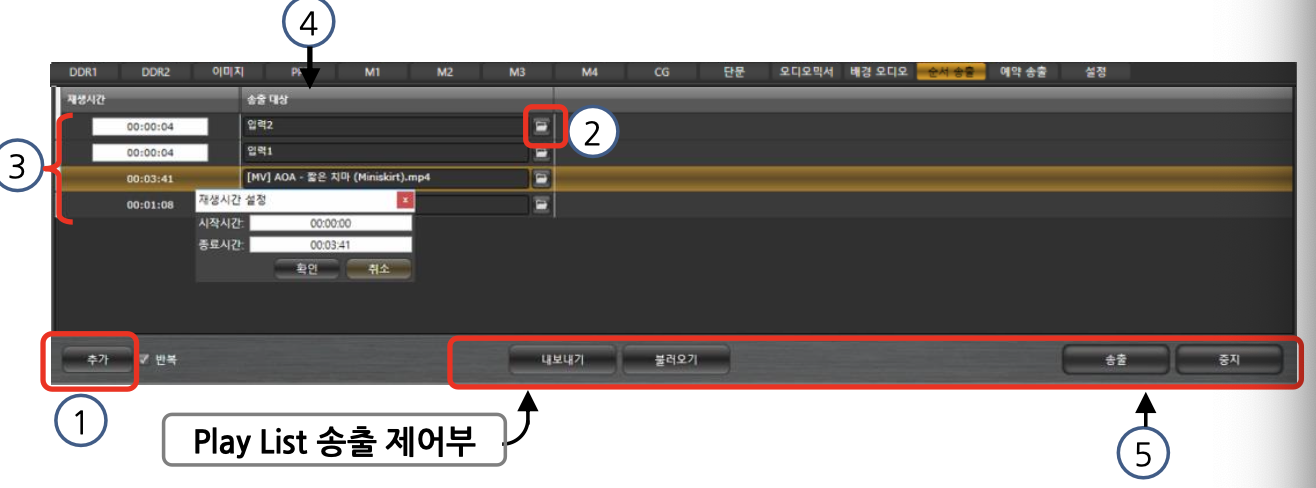 4
DDR1 DDR2 이미지 M1 M2 M3 M4 CG 단문 오디오믹서 배경 오디오 순서 송출 예약 송출 설정
재생시간 송출 대상
00:00:04 입력2
2
00:00:04 입력1
3
00:03:41 [MV] AOA - 짧은 치마 (Miniskirt).mp4
00:01:08
재생시간 설정 x
시작시간: 00:00:00
종료시간: 00:03:41
확인 취소
추가 반복 내보내기 불러오기 송출 중지
1
Play List 송출 제어부
5